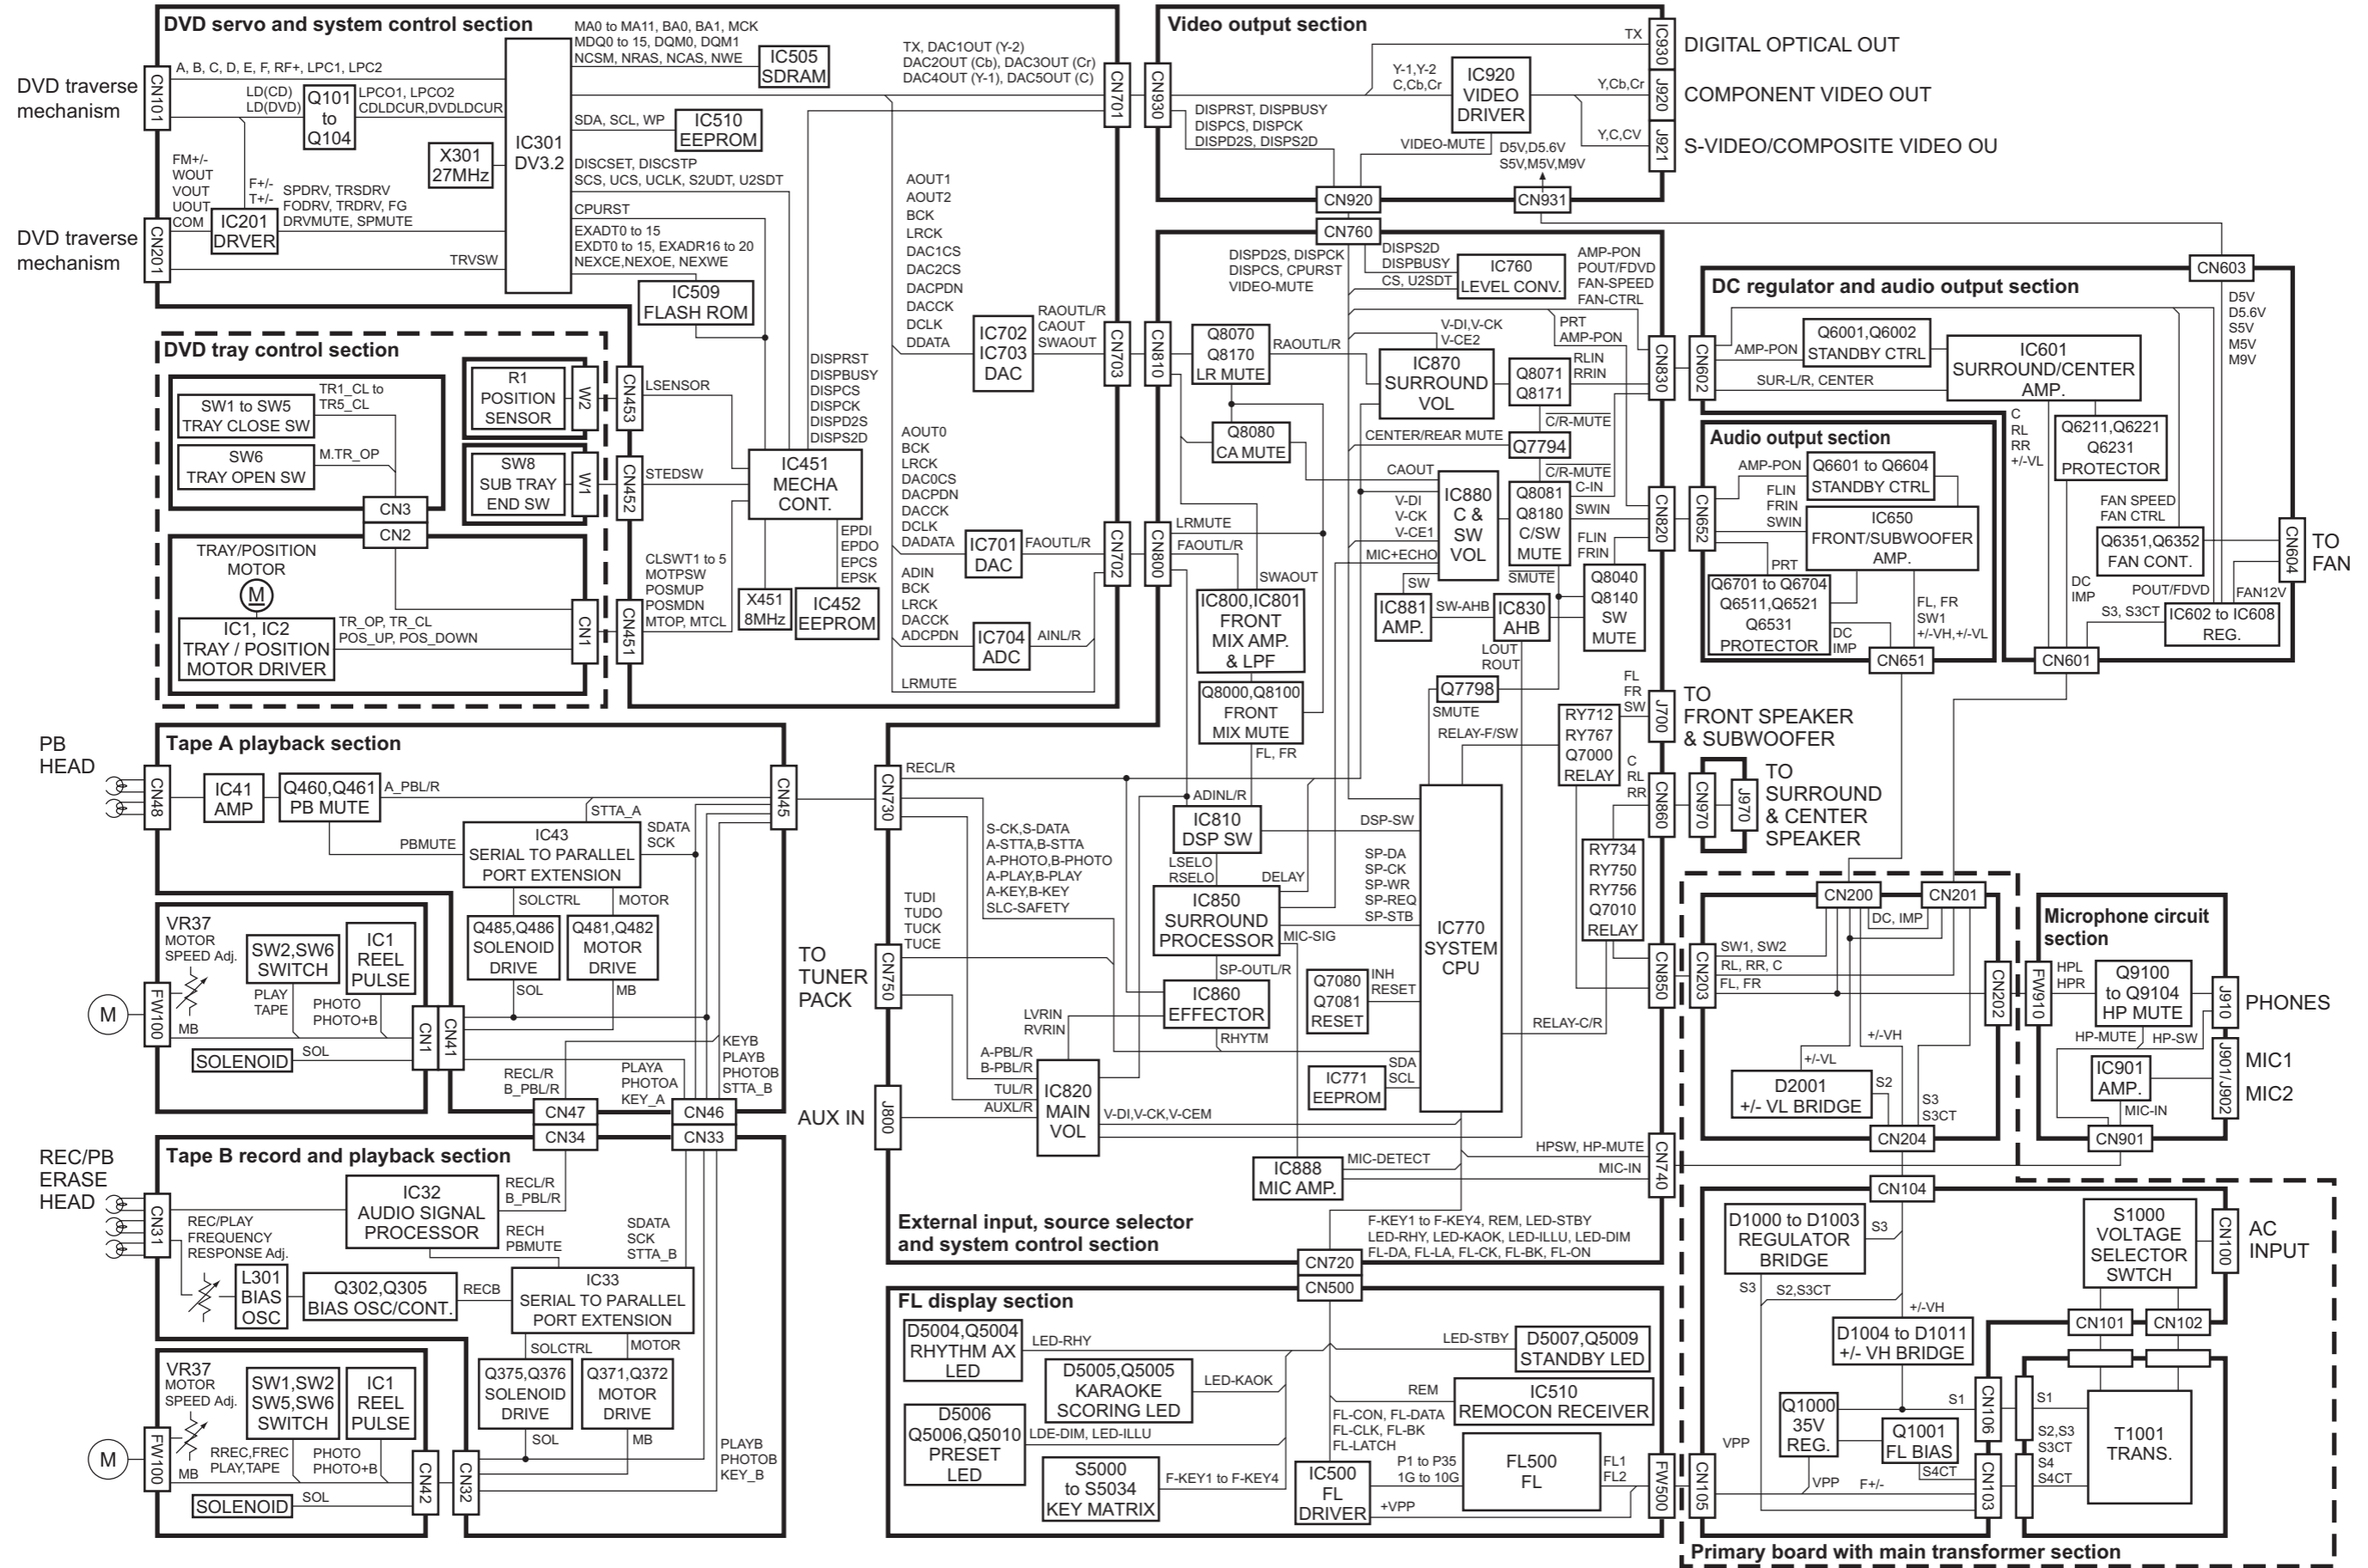 DVD servo and system control section
DVD traverse
mechanism
CN101
A, B, C, D, E, F, RF+, LPC1, LPC2
LD(CD)
LD(DVD)
Q101
to
Q104
LPCO1, LPCO2
CDLDCUR,DVDLDCUR
X301
27MHz
IC301
DV3.2
MA0 to MA11, BA0, BA1, MCK
MDQ0 to 15, DQM0, DQM1
NCSM, NRAS, NCAS, NWE
IC505
SDRAM
SDA, SCL, WP
IC510
EEPROM
DISCSET, DISCSTP
SCS, UCS, UCLK, S2UDT, U2SDT
CPURST
EXADT0 to 15
EXDT0 to 15, EXADR16 to 20
NEXCE,NEXOE, NEXWE
IC509
FLASH ROM
FM+/-
WOUT
VOUT
UOUT
COM
F+/-
T+/-
IC201
DRVER
SPDRV, TRSDRV
FODRV, TRDRV, FG
DRVMUTE, SPMUTE
DVD traverse
mechanism
CN201
TRVSW
TX, DAC1OUT (Y-2)
DAC2OUT (Cb), DAC3OUT (Cr)
DAC4OUT (Y-1), DAC5OUT (C)
CN701
AOUT1
AOUT2
BCK
LRCK
DAC1CS
DAC2CS
DACPDN
DACCK
DCLK
DDATA
IC702
IC703
DAC
RAOUTL/R
CAOUT
SWAOUT
CN703
DISPRST
DISPBUSY
DISPCS
DISPCK
DISPD2S
DISPS2D
AOUT0
BCK
LRCK
DAC0CS
DACPDN
DACCK
DCLK
DADATA
IC701
DAC
FAOUTL/R
CN702
ADIN
BCK
LRCK
DACCK
ADCPDN
IC704
ADC
AINL/R
LRMUTE
IC451
MECHA
CONT.
EPDI
EPDO
EPCS
EPSK
X451
8MHz
IC452
EEPROM
CN453
LSENSOR
CN452
STEDSW
CN451
CLSWT1 to 5
MOTPSW
POSMUP
POSMDN
MTOP, MTCL
DVD tray control section
SW1 to SW5
TRAY CLOSE SW
TR1_CL to
TR5_CL
SW6
TRAY OPEN SW
M.TR_OP
CN3
CN2
R1
POSITION
SENSOR
W2
SW8
SUB TRAY
END SW
W1
TRAY/POSITION
MOTOR
M
IC1, IC2
TRAY / POSITION
MOTOR DRIVER
TR_OP, TR_CL
POS_UP, POS_DOWN
CN1
Video output section
CN930
TX
IC930
DIGITAL OPTICAL OUT
Y-1,Y-2
C,Cb,Cr
IC920
VIDEO
DRIVER
Y,Cb,Cr
J920
COMPONENT VIDEO OUT
Y,C,CV
J921
S-VIDEO/COMPOSITE VIDEO OU
DISPRST, DISPBUSY
DISPCS, DISPCK
DISPD2S, DISPS2D
VIDEO-MUTE
D5V,D5.6V
S5V,M5V,M9V
CN920
CN931
CN760
DISPD2S, DISPCK
DISPCS, CPURST
VIDEO-MUTE
DISPS2D
DISPBUSY
CS, U2SDT
IC760
LEVEL CONV.
AMP-PON
POUT/FDVD
FAN-SPEED
FAN-CTRL
PRT
AMP-PON
CN810
Q8070
Q8170
LR MUTE
RAOUTL/R
V-DI,V-CK
V-CE2
IC870
SURROUND
VOL
Q8071
Q8171
RLIN
RRIN
CN830
C/R-MUTE
Q8080
CA MUTE
CENTER/REAR MUTE
Q7794
CAOUT
C/R-MUTE
V-DI
V-CK
V-CE1
IC880
C &
SW
VOL
Q8081
Q8180
C/SW
MUTE
C-IN
SWIN
FLIN
FRIN
CN820
CN800
LRMUTE
FAOUTL/R
MIC+ECHO
SMUTE
SWAOUT
SW
Q8040
Q8140
SW
MUTE
IC800,IC801
FRONT
MIX AMP.
& LPF
IC881
AMP.
SW-AHB
IC830
AHB
LOUT
ROUT
Q8000,Q8100
FRONT
MIX MUTE
Q7798
SMUTE
FL
FR
SW
J700
TO
FRONT SPEAKER
& SUBWOOFER
RY712
RY767
Q7000
RELAY
RELAY-F/SW
FL, FR
C
RL
RR
CN860
CN970
J970
TO
SURROUND
& CENTER
SPEAKER
CN730
RECL/R
ADINL/R
IC810
DSP SW
DSP-SW
S-CK,S-DATA
A-STTA,B-STTA
A-PHOTO,B-PHOTO
A-PLAY,B-PLAY
A-KEY,B-KEY
SLC-SAFETY
LSELO
RSELO
DELAY
SP-DA
SP-CK
SP-WR
SP-REQ
SP-STB
IC770
SYSTEM
CPU
RY734
RY750
RY756
Q7010
RELAY
IC850
SURROUND
PROCESSOR
MIC-SIG
TUDI
TUDO
TUCK
TUCE
TO
TUNER
PACK
CN750
SP-OUTL/R
IC860
EFFECTOR
Q7080
Q7081
RESET
INH
RESET
CN850
LVRIN
RVRIN
RHYTM
RELAY-C/R
A-PBL/R
B-PBL/R
TUL/R
AUXL/R
IC820
MAIN
VOL
IC771
EEPROM
SDA
SCL
AUX IN
J800
V-DI,V-CK,V-CEM
IC888
MIC AMP.
MIC-DETECT
HPSW, HP-MUTE
MIC-IN
CN740
External input, source selector
and system control section
F-KEY1 to F-KEY4, REM, LED-STBY
LED-RHY, LED-KAOK, LED-ILLU, LED-DIM
FL-DA, FL-LA, FL-CK, FL-BK, FL-ON
CN720
CN500
DC regulator and audio output section
CN603
D5V
D5.6V
S5V
M5V
M9V
CN602
AMP-PON
Q6001,Q6002
STANDBY CTRL
IC601
SURROUND/CENTER
AMP.
SUR-L/R, CENTER
C
RL
RR
+/-VL
Q6211,Q6221
Q6231
PROTECTOR
FAN SPEED
FAN CTRL
Q6351,Q6352
FAN CONT.
CN604
TO
FAN
DC
IMP
POUT/FDVD
FAN12V
S3, S3CT
IC602 to IC608
REG.
CN601
Audio output section
AMP-PON
Q6601 to Q6604
STANDBY CTRL
CN652
FLIN
FRIN
SWIN
IC650
FRONT/SUBWOOFER
AMP.
PRT
Q6701 to Q6704
Q6511,Q6521
Q6531
PROTECTOR
DC
IMP
FL, FR
SW1
+/-VH,+/-VL
CN651
Tape A playback section
PB
HEAD
CN48
IC41
AMP
Q460,Q461
PB MUTE
A_PBL/R
CN45
STTA_A
PBMUTE
IC43
SERIAL TO PARALLEL
PORT EXTENSION
SDATA
SCK
SOLCTRL
MOTOR
Q485,Q486
SOLENOID
DRIVE
Q481,Q482
MOTOR
DRIVE
SOL
MB
VR37
MOTOR
SPEED Adj.
SW2,SW6
SWITCH
IC1
REEL
PULSE
PLAY
TAPE
PHOTO
PHOTO+B
M
FW100
MB
SOLENOID
SOL
CN1
CN41
RECL/R
B_PBL/R
PLAYA
PHOTOA
KEY_A
KEYB
PLAYB
PHOTOB
STTA_B
CN47
CN46
CN34
CN33
Tape B record and playback section
REC/PB
ERASE
HEAD
CN31
IC32
AUDIO SIGNAL
PROCESSOR
RECL/R
B_PBL/R
REC/PLAY
FREQUENCY
RESPONSE Adj.
RECH
PBMUTE
SDATA
SCK
STTA_B
L301
BIAS
OSC
Q302,Q305
BIAS OSC/CONT.
RECB
IC33
SERIAL TO PARALLEL
PORT EXTENSION
SOLCTRL
MOTOR
Q375,Q376
SOLENOID
DRIVE
Q371,Q372
MOTOR
DRIVE
SOL
MB
PLAYB
PHOTOB
KEY_B
VR37
MOTOR
SPEED Adj.
SW1,SW2
SW5,SW6
SWITCH
IC1
REEL
PULSE
RREC,FREC
PLAY,TAPE
PHOTO
PHOTO+B
M
FW100
MB
SOLENOID
SOL
CN42
CN32
FL display section
D5004,Q5004
RHYTHM AX
LED
LED-RHY
D5005,Q5005
KARAOKE
SCORING LED
LED-KAOK
LED-STBY
D5007,Q5009
STANDBY LED
REM
IC510
REMOCON RECEIVER
D5006
Q5006,Q5010
PRESET
LED
LDE-DIM, LED-ILLU
FL-CON, FL-DATA
FL-CLK, FL-BK
FL-LATCH
S5000
to S5034
KEY MATRIX
F-KEY1 to F-KEY4
IC500
FL
DRIVER
P1 to P35
1G to 10G
+VPP
FL500
FL
FL1
FL2
FW500
CN200
CN201
DC, IMP
CN203
SW1, SW2
RL, RR, C
FL, FR
CN202
+/-VH
+/-VL
D2001
+/- VL BRIDGE
S2
S3
S3CT
CN204
Microphone circuit
section
FW910
HPL
HPR
Q9100
to Q9104
HP MUTE
J910
PHONES
HP-MUTE
HP-SW
IC901
AMP.
J901/J902
MIC1
MIC2
MIC-IN
CN901
CN104
D1000 to D1003
REGULATOR
BRIDGE
S3
S1000
VOLTAGE
SELECTOR
SWTCH
CN100
AC
INPUT
S3
S2,S3CT
+/-VH
D1004 to D1011
+/- VH BRIDGE
CN101
CN102
Q1000
35V
REG.
S1
CN106
S1
Q1001
FL BIAS
T1001
TRANS.
S2,S3
S3CT
S4
S4CT
VPP
S4CT
VPP
F+/-
CN105
CN103
Primary board with main transformer section